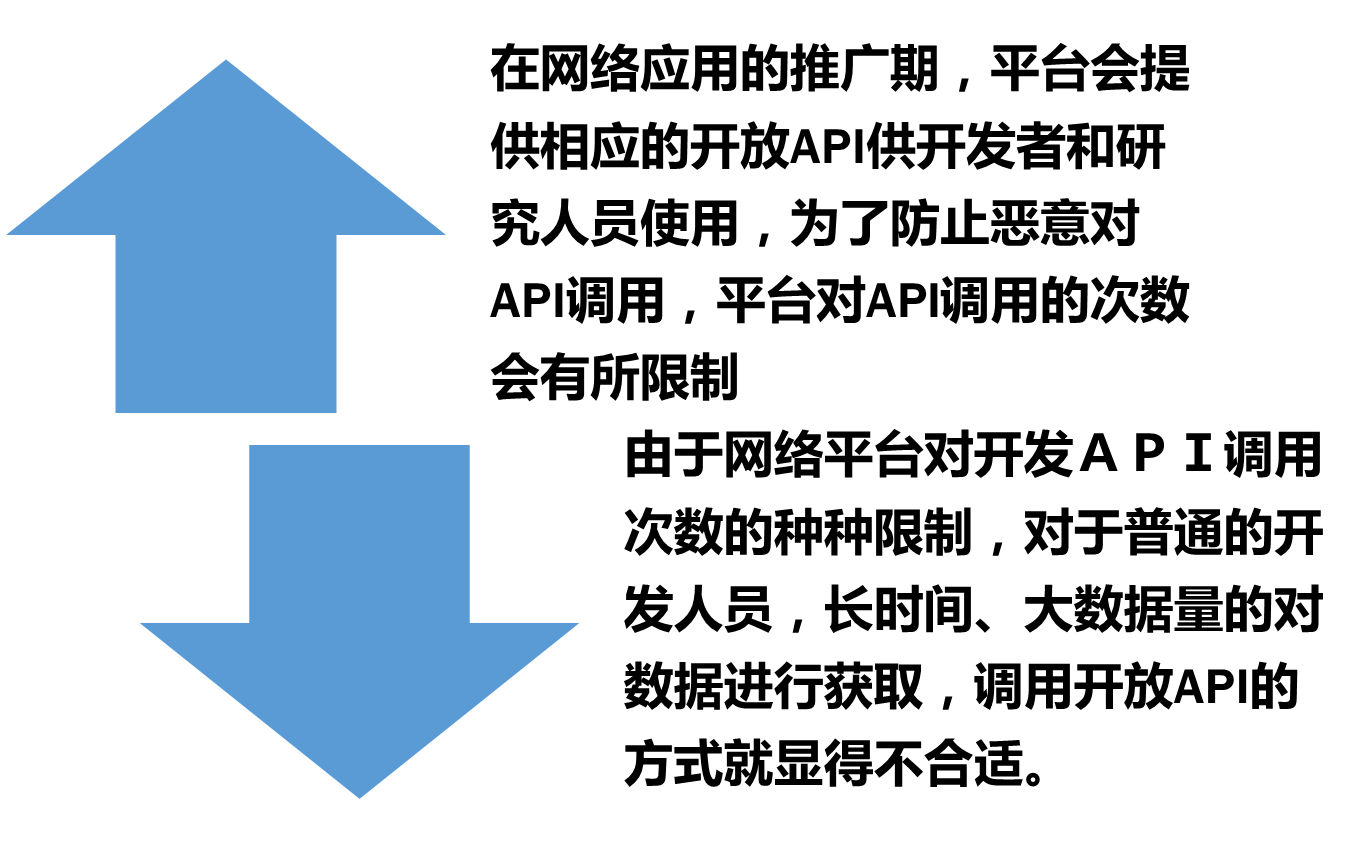 在网络应用的推广期，平台会提
供相应的开放API供开发者和研
究人员使用，为了防止恶意对
API调用，平台对API调用的次数
会有所限制
由于网络平台对开发ＡＰＩ调用
次数的种种限制，对于普通的开
发人员，长时间、大数据量的对
数据进行获取，调用开放API的
方式就显得不合适。